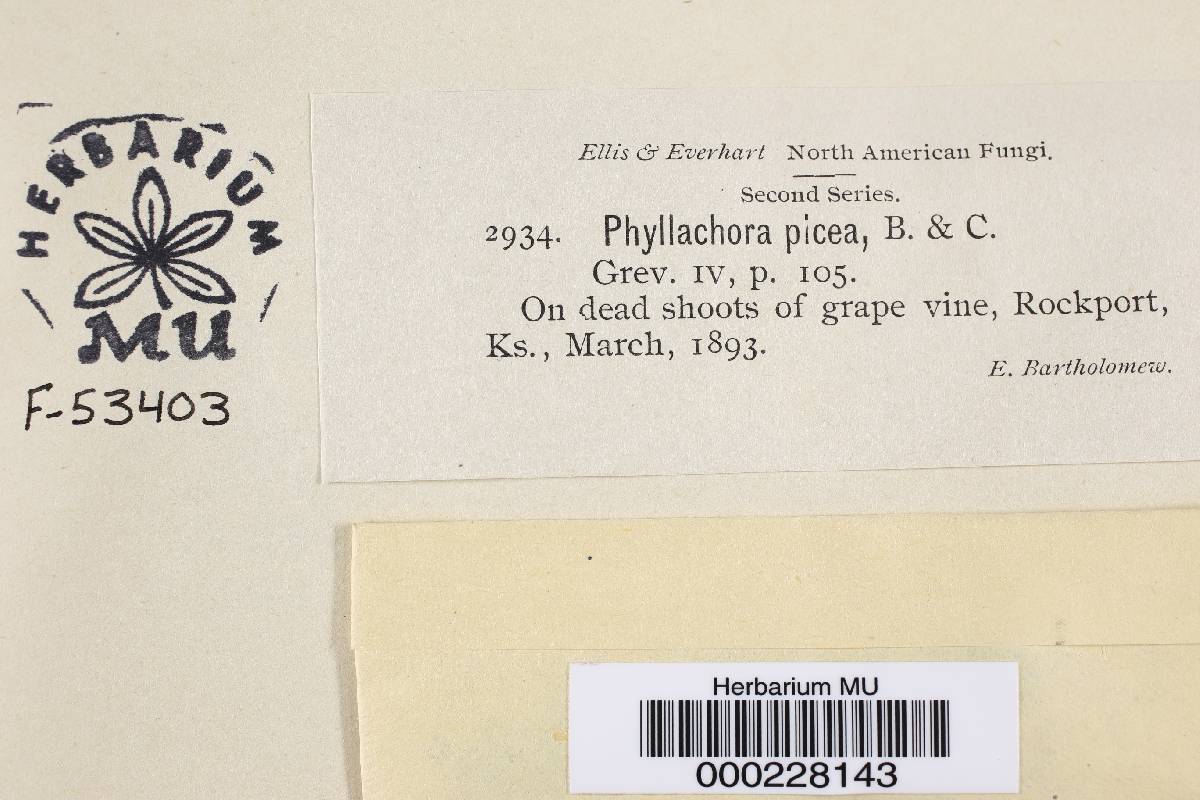 HERBARIUM
MU
F-53403
Ellis & Everhart North American Fungi.
Second Series.
2934. Phyllachora picea, B. & C.
Grev. IV, p. 105.
On dead shoots of grape vine, Rockport,
Ks., March, 1893.
E. Bartholomew.
Herbarium MU
000228143